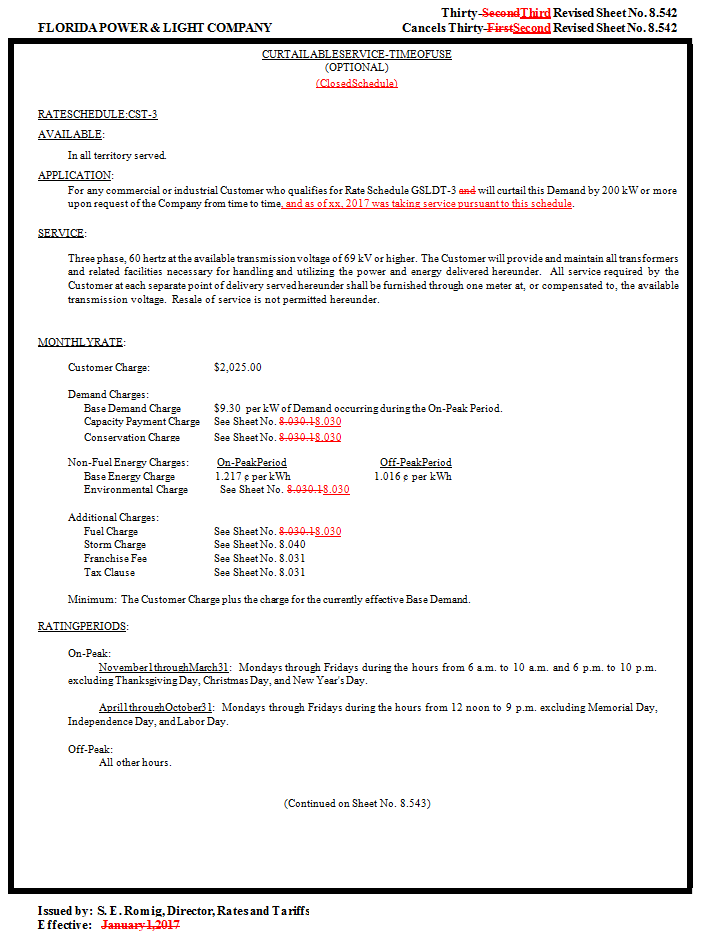 Thirty-SecondThird Revised Sheet No. 8.542
FLORIDA POWER & LIGHT COMPANY Cancels Thirty-FirstSecond Revised Sheet No. 8.542
CURTAILABLESERVICE-TIMEOFUSE
(OPTIONAL)
(ClosedSchedule)
RATESCHEDULE:CST-3
AVAILABLE:
In all territory served.
APPLICATION:
For any commercial or industrial Customer who qualifies for Rate Schedule GSLDT-3 and will curtail this Demand by 200 kW or more
upon request of the Company from time to time, and as of xx, 2017 was taking service pursuant to this schedule.
SERVICE:
Three phase, 60 hertz at the available transmission voltage of 69 kV or higher. The Customer will provide and maintain all transformers
and related facilities necessary for handling and utilizing the power and energy delivered hereunder. All service required by the
Customer at each separate point of delivery served hereunder shall be furnished through one meter at, or compensated to, the available
transmission voltage. Resale of service is not permitted hereunder.
MONTHLYRATE:
Customer Charge: $2,025.00
Demand Charges:
Base Demand Charge $9.30 per kW of Demand occurring during the On-Peak Period.
Capacity Payment Charge See Sheet No. 8.030.18.030
Conservation Charge See Sheet No. 8.030.18.030
Non-Fuel Energy Charges: On-PeakPeriod Off-PeakPeriod
Base Energy Charge 1.217 ¢ per kWh 1.016 ¢ per kWh
Environmental Charge See Sheet No. 8.030.18.030
Additional Charges:
Fuel Charge See Sheet No. 8.030.18.030
Storm Charge See Sheet No. 8.040
Franchise Fee See Sheet No. 8.031
Tax Clause See Sheet No. 8.031
Minimum: The Customer Charge plus the charge for the currently effective Base Demand.
RATINGPERIODS:
On-Peak:
November1throughMarch31: Mondays through Fridays during the hours from 6 a.m. to 10 a.m. and 6 p.m. to 10 p.m.
excluding Thanksgiving Day, Christmas Day, and New Year's Day.
April1throughOctober31: Mondays through Fridays during the hours from 12 noon to 9 p.m. excluding Memorial Day,
Independence Day, and Labor Day.
Off-Peak:
All other hours.
(Continued on Sheet No. 8.543)
Issued by: S. E. Romig, Director, Rates and Tariffs
Effective: January1,2017